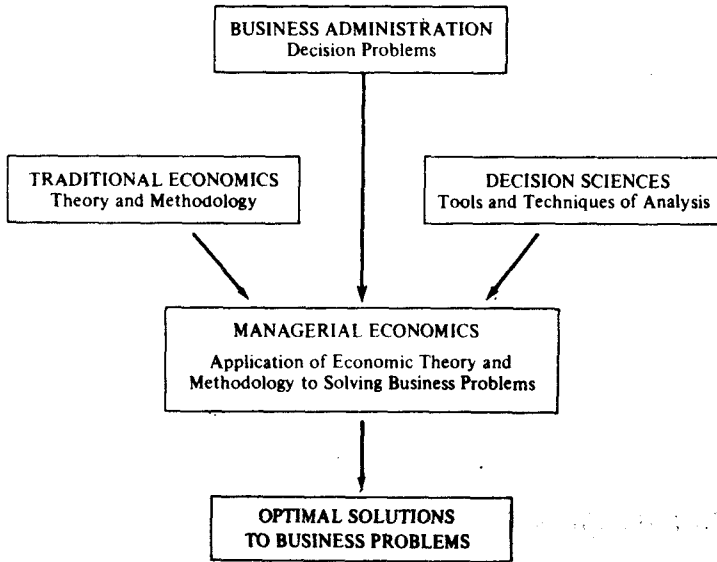 BUSINESS ADMINISTRATION
Decision Problems
TRADITIONAL ECONOMICS
Theory and Methodology
DECISION SCIENCES
Tools and Techniques of Analysis
MANAGERIAL ECONOMICS
Application of Economic Theory and
Methodology to Solving Business Problems
OPTIMAL SOLUTIONS
TO BUSINESS PROBLEMS